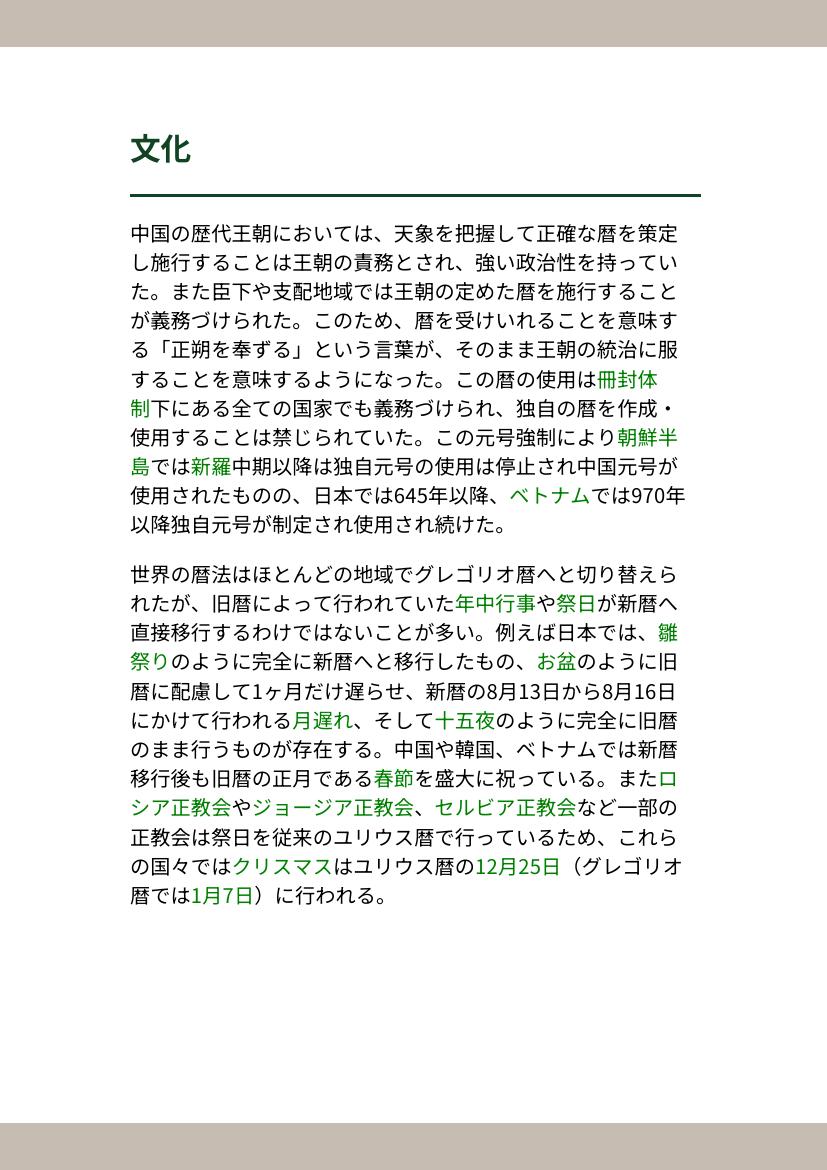 文化
中国の歴代王朝においては、天象を把握して正確な暦を策定
し施行することは王朝の責務とされ、強い政治性を持ってい
た。また臣下や支配地域では王朝の定めた暦を施行すること
が義務づけられた。このため、暦を受けいれることを意味す
る「正朔を奉ずる」という言葉が、そのまま王朝の統治に服
することを意味するようになった。この暦の使用は冊封体
制下にある全ての国家でも義務づけられ、独自の暦を作成・
使用することは禁じられていた。この元号強制により朝鮮半
島では新羅中期以降は独自元号の使用は停止され中国元号が
使用されたものの、日本では645年以降、ベトナムでは970年
以降独自元号が制定され使用され続けた。
世界の暦法はほとんどの地域でグレゴリオ暦へと切り替えら
れたが、旧暦によって行われていた年中行事や祭日が新暦へ
直接移行するわけではないことが多い。例えば日本では、雛
祭りのように完全に新暦へと移行したもの、お盆のように旧
暦に配慮して1ヶ月だけ遅らせ、新暦の8月13日から8月16日
にかけて行われる月遅れ、そして十五夜のように完全に旧暦
のまま行うものが存在する。中国や韓国、ベトナムでは新暦
移行後も旧暦の正月である春節を盛大に祝っている。またロ
シア正教会やジョージア正教会、セルビア正教会など一部の
正教会は祭日を従来のユリウス暦で行っているため、これら
の国々ではクリスマスはユリウス暦の12月25日（グレゴリオ
暦では1月7日）に行われる。